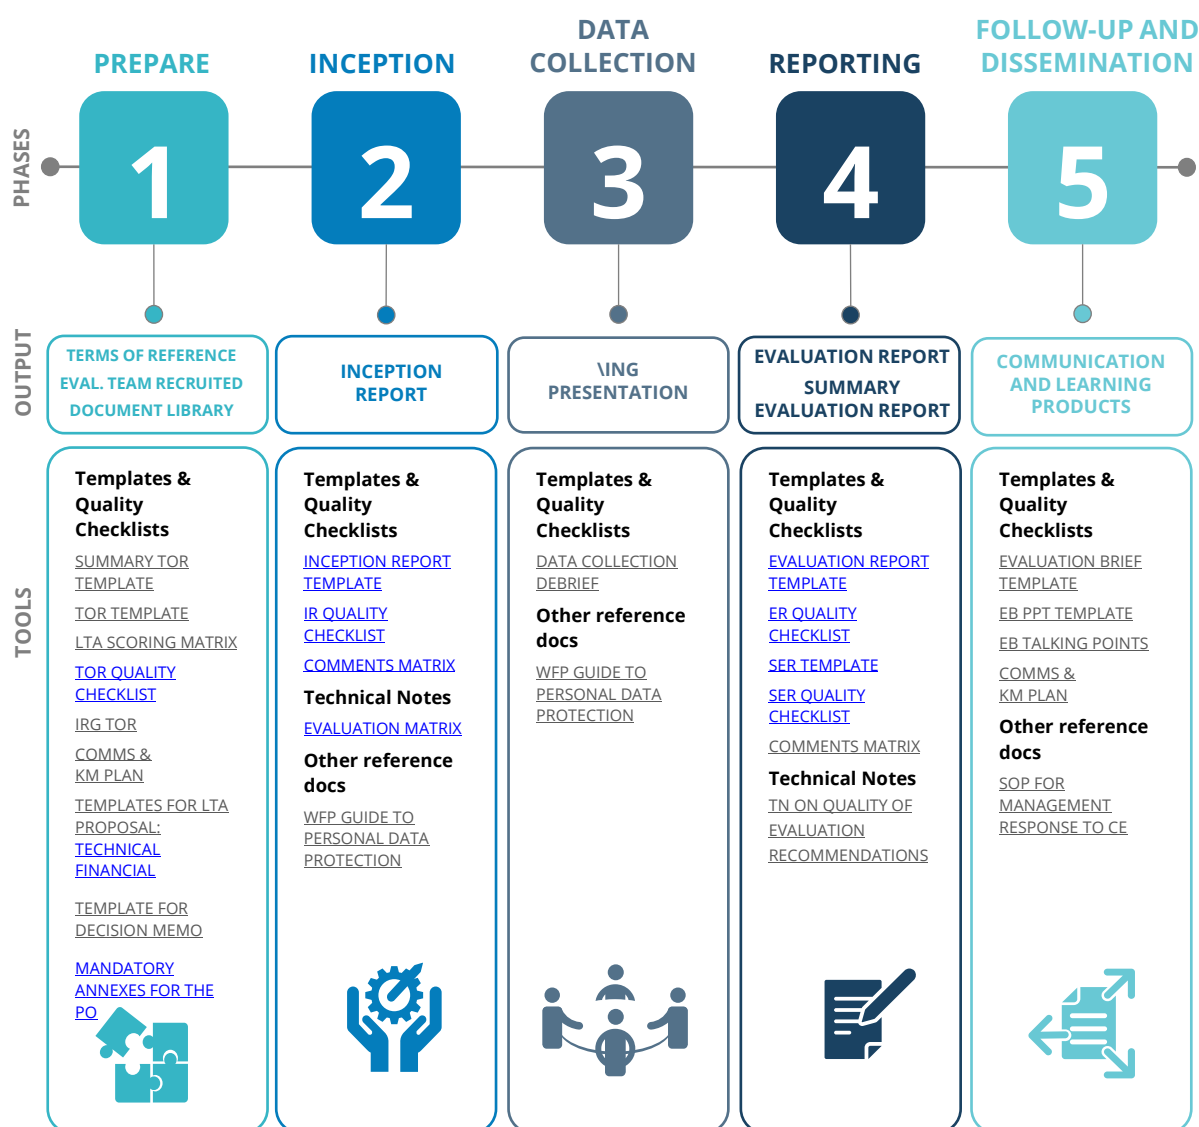 PREPARE
INCEPTION
DATA
COLLECTION
REPORTING
FOLLOW-UP AND
DISSEMINATION
PHASES
1
2
3
4
5
OUTPUT
TERMS OF REFERENCE
EVAL. TEAM RECRUITED
DOCUMENT LIBRARY
INCEPTION
REPORT
\ING
PRESENTATION
EVALUATION REPORT
SUMMARY
EVALUATION REPORT
COMMUNICATION
AND LEARNING
PRODUCTS
TOOLS
Templates &
Quality
Checklists
SUMMARY TOR
TEMPLATE
TOR TEMPLATE
LTA SCORING MATRIX
TOR QUALITY
CHECKLIST
IRG TOR
COMMS &
KM PLAN
TEMPLATES FOR LTA
PROPOSAL:
TECHNICAL
FINANCIAL
TEMPLATE FOR
DECISION MEMO
MANDATORY
ANNEXES FOR THE
PO
Templates &
Quality
Checklists
INCEPTION REPORT
TEMPLATE
IR QUALITY
CHECKLIST
COMMENTS MATRIX
Technical Notes
EVALUATION MATRIX
Other reference
docs
WFP GUIDE TO
PERSONAL DATA
PROTECTION
Templates &
Quality
Checklists
DATA COLLECTION
DEBRIEF
Other reference
docs
WFP GUIDE TO
PERSONAL DATA
PROTECTION
Templates &
Quality
Checklists
EVALUATION REPORT
TEMPLATE
ER QUALITY
CHECKLIST
SER TEMPLATE
SER QUALITY
CHECKLIST
COMMENTS MATRIX
Technical Notes
TN ON QUALITY OF
EVALUATION
RECOMMENDATIONS
Templates &
Quality
Checklists
EVALUATION BRIEF
TEMPLATE
EB PPT TEMPLATE
EB TALKING POINTS
COMMS &
KM PLAN
Other reference
docs
SOP FOR
MANAGEMENT
RESPONSE TO CE